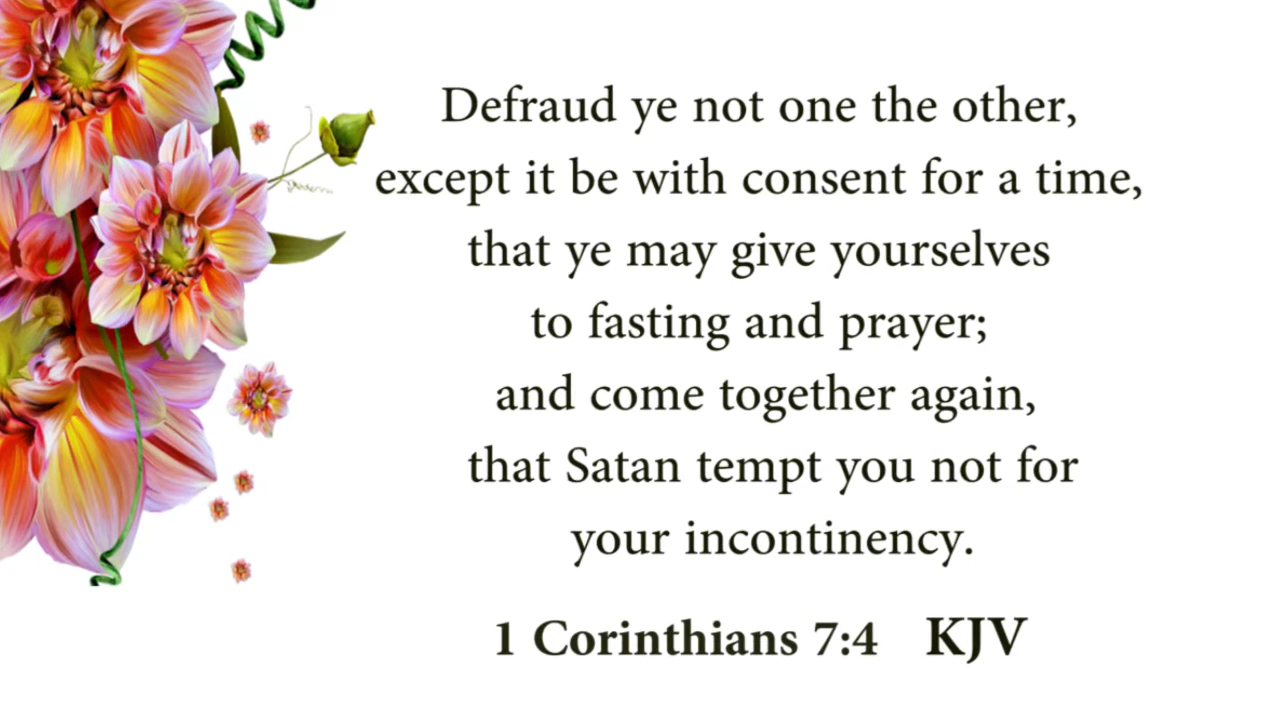 Defraud ye not one the other,
except it be with consent for a time,
that ye may give yourselves
to fasting and prayer;
and come together again,
that Satan tempt you not for
your incontinency.
1 Corinthians 7:4 KJV